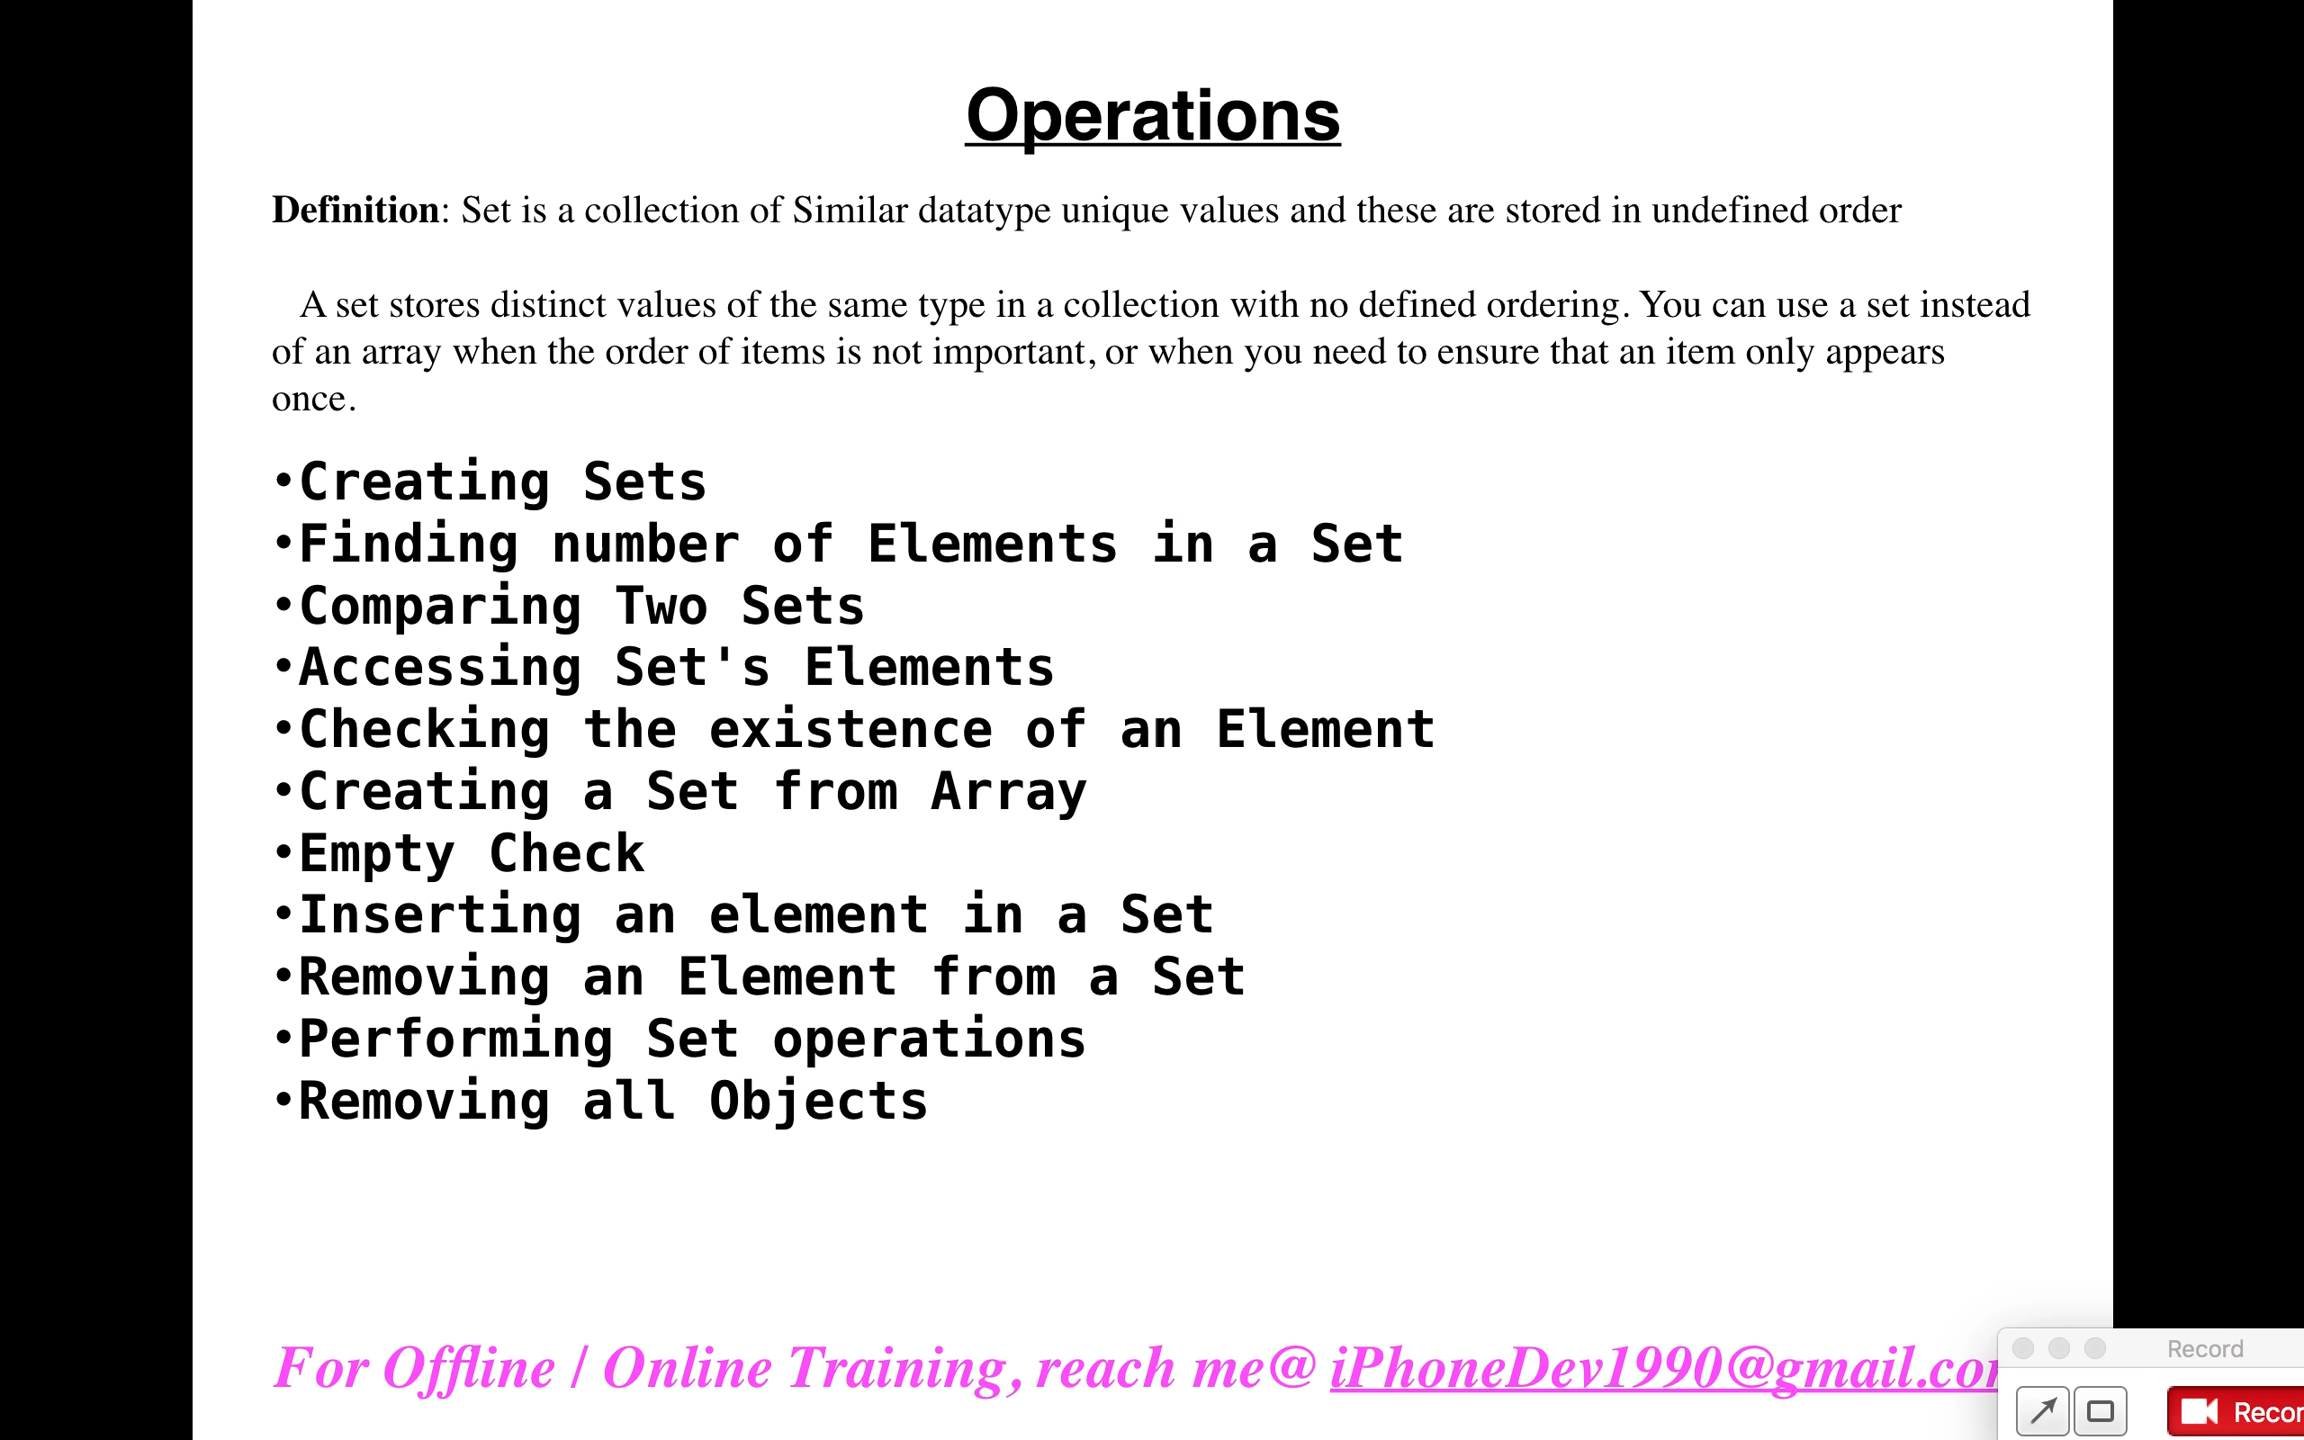 Operations
Definition: Set is a collection of Similar datatype unique values and these are stored in undefined order
A set stores distinct values of the same type in a collection with no defined ordering. You can use a set instead
of an array when the order of items is not important, or when you need to ensure that an item only appears
once.
•Creating Sets
•Finding number of Elements in a Set
•Comparing Two Sets
•Accessing Set's Elements
•Checking the existence of an Element
•Creating a Set from Array
•Empty Check
•Inserting an element in a Set
•Removing an Element from a Set
•Performing Set operations
•Removing all Objects
For Offline / Online Training, reach me@ iPhoneDev1990@gmail.co
Record
Recor